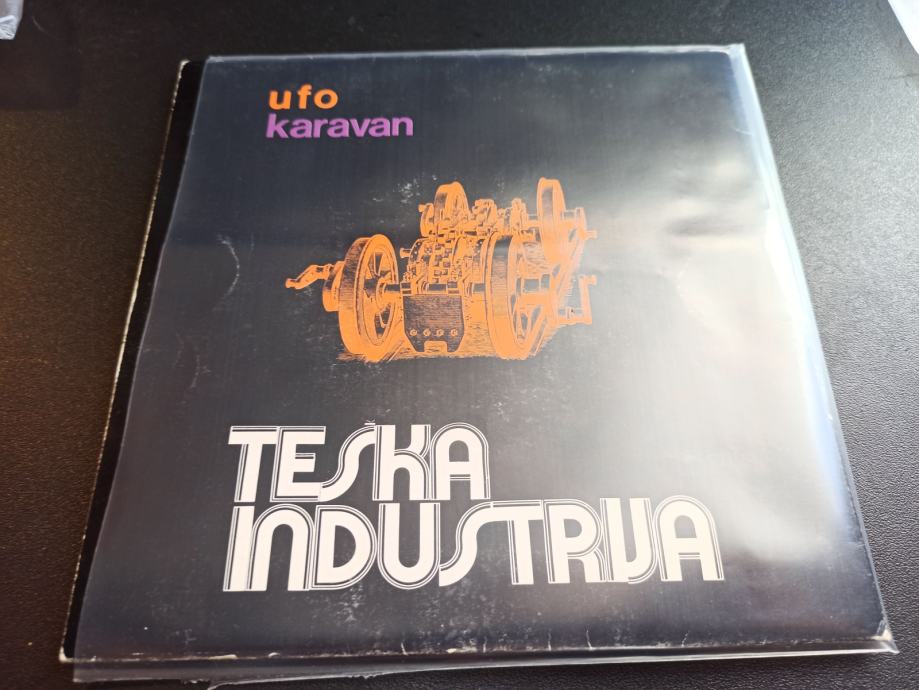 ufo
karavan
TEŠKA
INDUSTRIJA